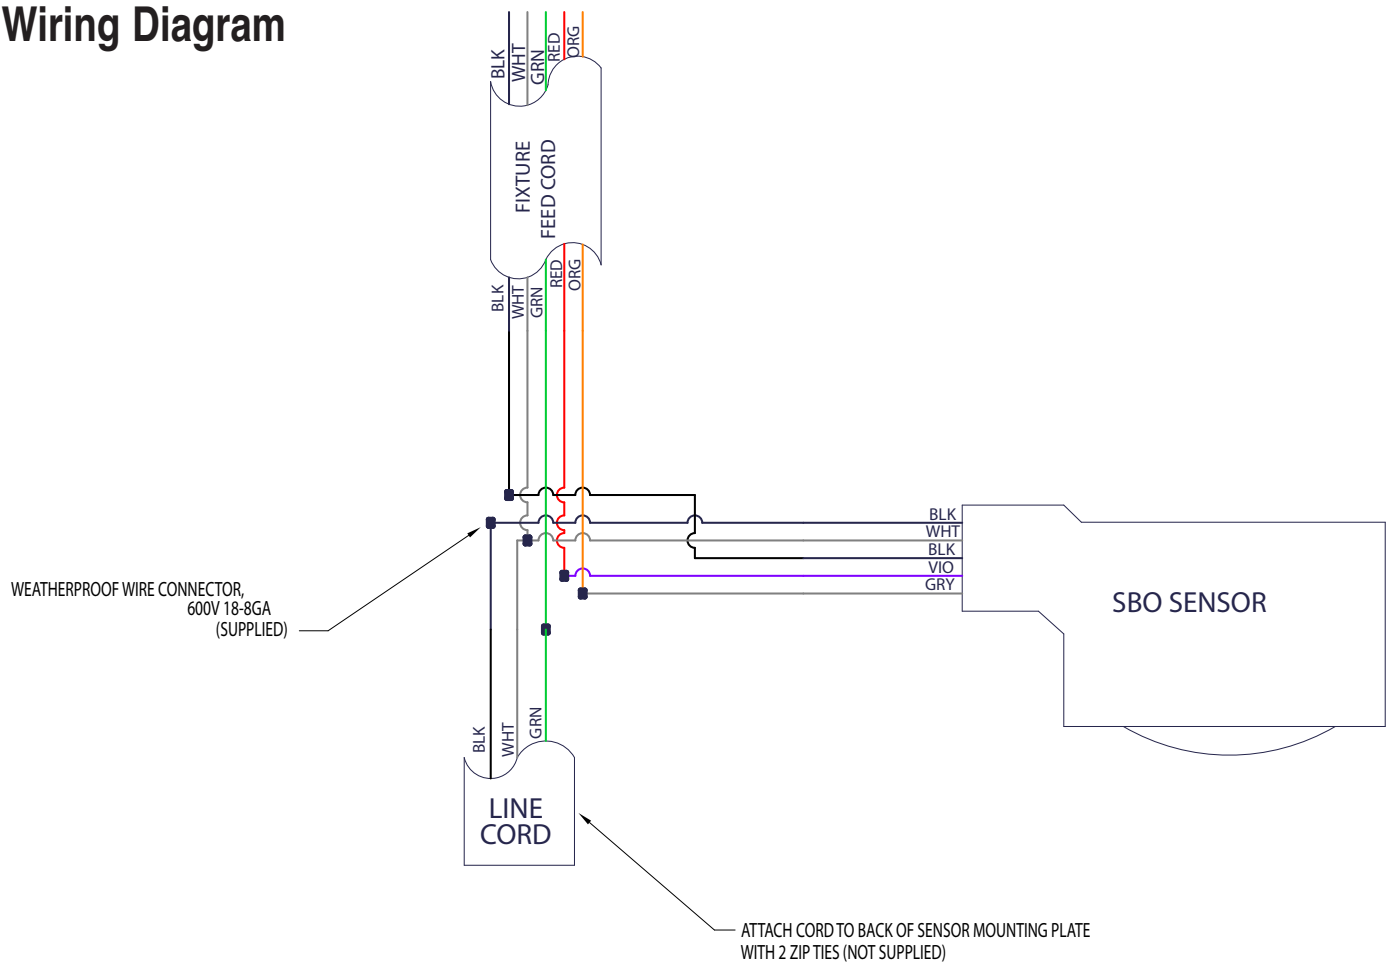 Wiring Diagram
BLK
WHT
GRN
RED
ORG
FIXTURE
FEED CORD
BLK
WHT
GRN
RED
ORG
BLK
WHT
BLK
VIO
GRY
SBO SENSOR
WEATHERPROOF WIRE CONNECTOR,
600V 18-8GA
(SUPPLIED)
BLK
WHT
GRN
LINE
CORD
ATTACH CORD TO BACK OF SENSOR MOUNTING PLATE
WITH 2 ZIP TIES (NOT SUPPLIED)